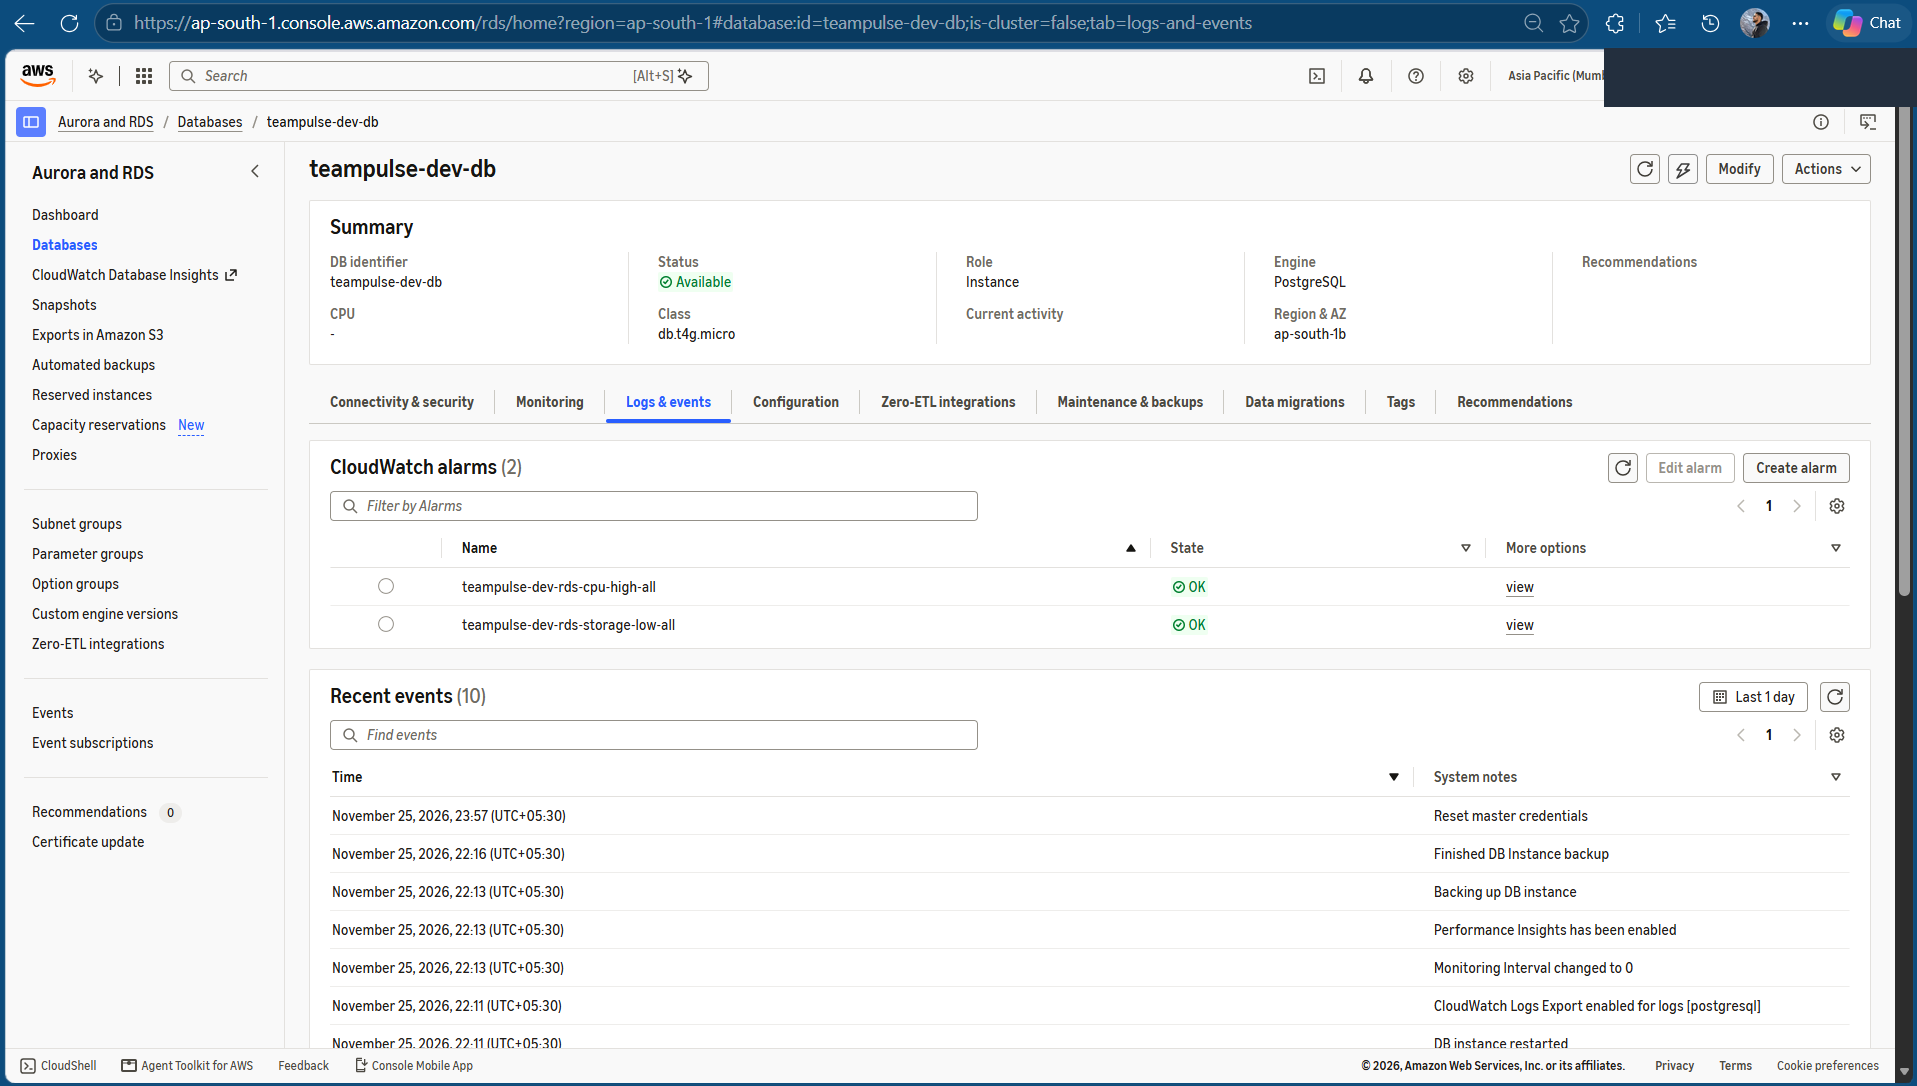 https://ap-south-1.console.aws.amazon.com/rds/home?region=ap-south-1#database:id=teampulse-dev-db;is-cluster=false;tab=logs-and-events
Chat
aws
Search
[Alt+S]
Asia Pacific (Mum
Aurora and RDS / Databases / teampulse-dev-db
Aurora and RDS
Dashboard
Databases
CloudWatch Database Insights
Snapshots
Exports in Amazon S3
Automated backups
Reserved instances
Capacity reservations New
Proxies
Subnet groups
Parameter groups
Option groups
Custom engine versions
Zero-ETL integrations
Events
Event subscriptions
Recommendations 0
Certificate update
teampulse-dev-db
Modify
Actions
Summary
DB identifier
teampulse-dev-db
CPU
-
Status
Available
Class
db.t4g.micro
Role
Instance
Current activity
Engine
PostgreSQL
Region & AZ
ap-south-1b
Recommendations
Connectivity & security
Monitoring
Logs & events
Configuration
Zero-ETL integrations
Maintenance & backups
Data migrations
Tags
Recommendations
CloudWatch alarms (2)
Edit alarm
Create alarm
Filter by Alarms
1
Name State More options
teampulse-dev-rds-cpu-high-all OK view
teampulse-dev-rds-storage-low-all OK view
Recent events (10)
Last 1 day
Find events
1
Time System notes
November 25, 2026, 23:57 (UTC+05:30) Reset master credentials
November 25, 2026, 22:16 (UTC+05:30) Finished DB Instance backup
November 25, 2026, 22:13 (UTC+05:30) Backing up DB instance
November 25, 2026, 22:13 (UTC+05:30) Performance Insights has been enabled
November 25, 2026, 22:13 (UTC+05:30) Monitoring Interval changed to 0
November 25, 2026, 22:11 (UTC+05:30) CloudWatch Logs Export enabled for logs [postgresql]
November 25, 2026, 22:11 (UTC+05:30) DB instance restarted
CloudShell
Agent Toolkit for AWS
Feedback
Console Mobile App
© 2026, Amazon Web Services, Inc. or its affiliates.
Privacy
Terms
Cookie preferences